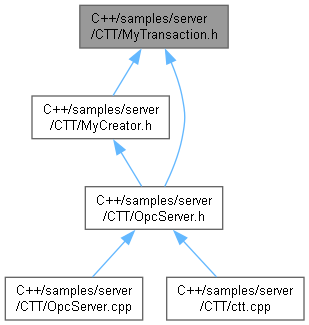 C++/samples/server
/CTT/MyTransaction.h
C++/samples/server
/CTT/MyCreator.h
C++/samples/server
/CTT/OpcServer.h
C++/samples/server
/CTT/OpcServer.cpp
C++/samples/server
/CTT/ctt.cpp